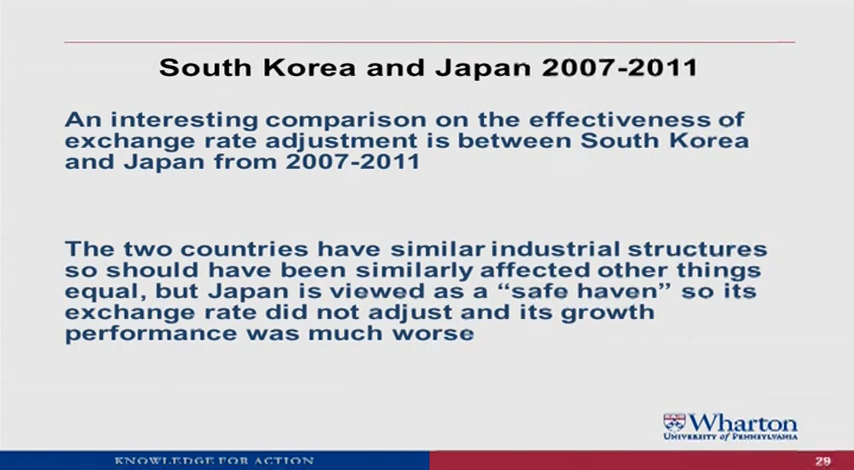 South Korea and Japan 2007-2011
An interesting comparison on the effectiveness of
exchange rate adjustment is between South Korea
and Japan from 2007-2011
The two countries have similar industrial structures
so should have been similarly affected other things
equal, but Japan is viewed as a “safe haven” so its
exchange rate did not adjust and its growth
performance was much worse
Wharton
UNIVERSITY of PENNSYLVANIA
KNOWLEDGE FOR ACTION
29